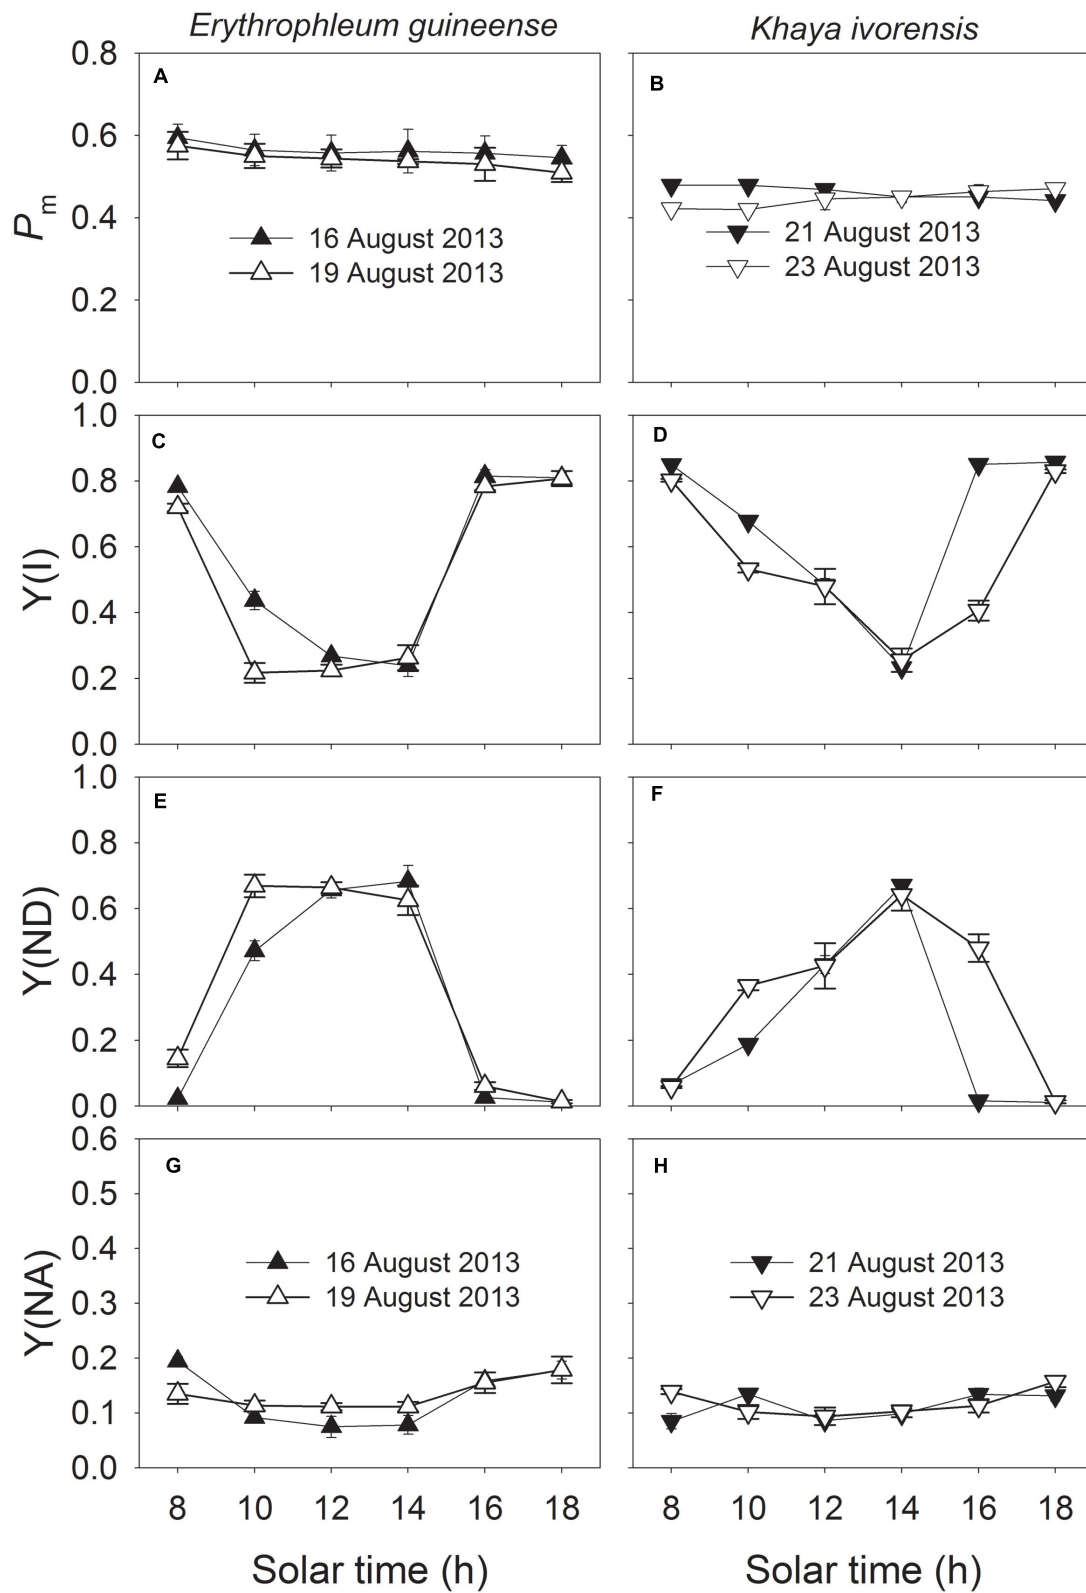 Erythrophleum guineense
Khaya ivorensis
A
B
0.8
0.6
0.4
0.2
0.0
Pm
16 August 2013
19 August 2013
21 August 2013
23 August 2013
C
D
1.0
0.8
0.6
0.4
0.2
0.0
Y(I)
E
F
1.0
0.8
0.6
0.4
0.2
0.0
Y(ND)
G
H
0.6
0.5
0.4
0.3
0.2
0.1
0.0
Y(NA)
16 August 2013
19 August 2013
21 August 2013
23 August 2013
8 10 12 14 16 18
8 10 12 14 16 18
Solar time (h)
Solar time (h)